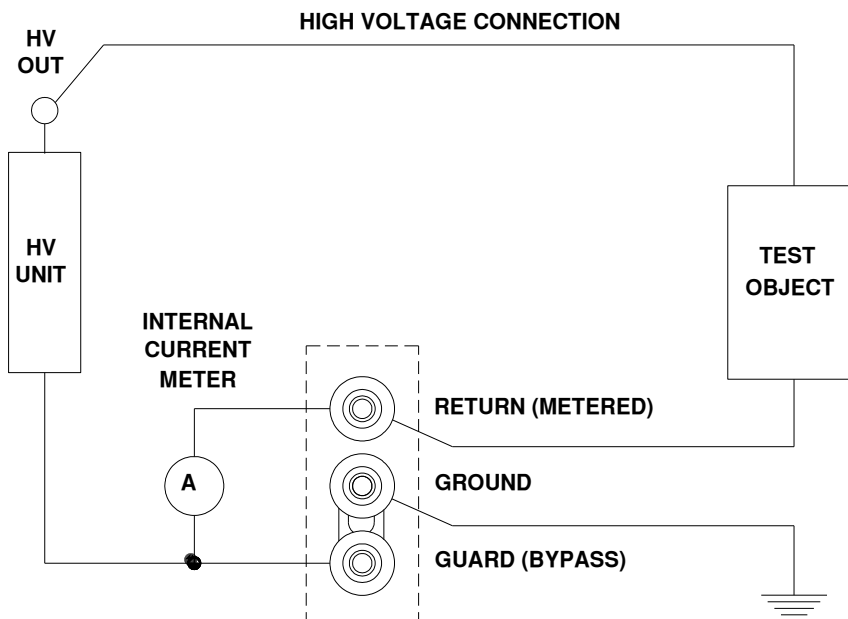 HIGH VOLTAGE CONNECTION
HV
OUT
HV
UNIT
TEST
OBJECT
INTERNAL
CURRENT
METER
RETURN (METERED)
A
GROUND
GUARD (BYPASS)